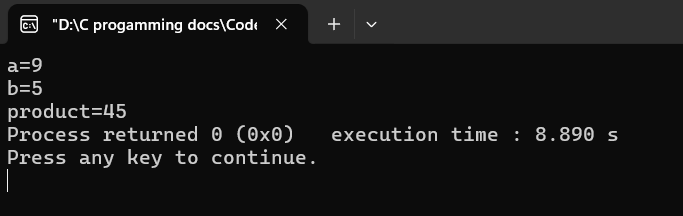 "D:\C progamming docs\Code
a=9
b=5
product=45
Process returned 0 (0x0)   execution time : 8.890 s
Press any key to continue.